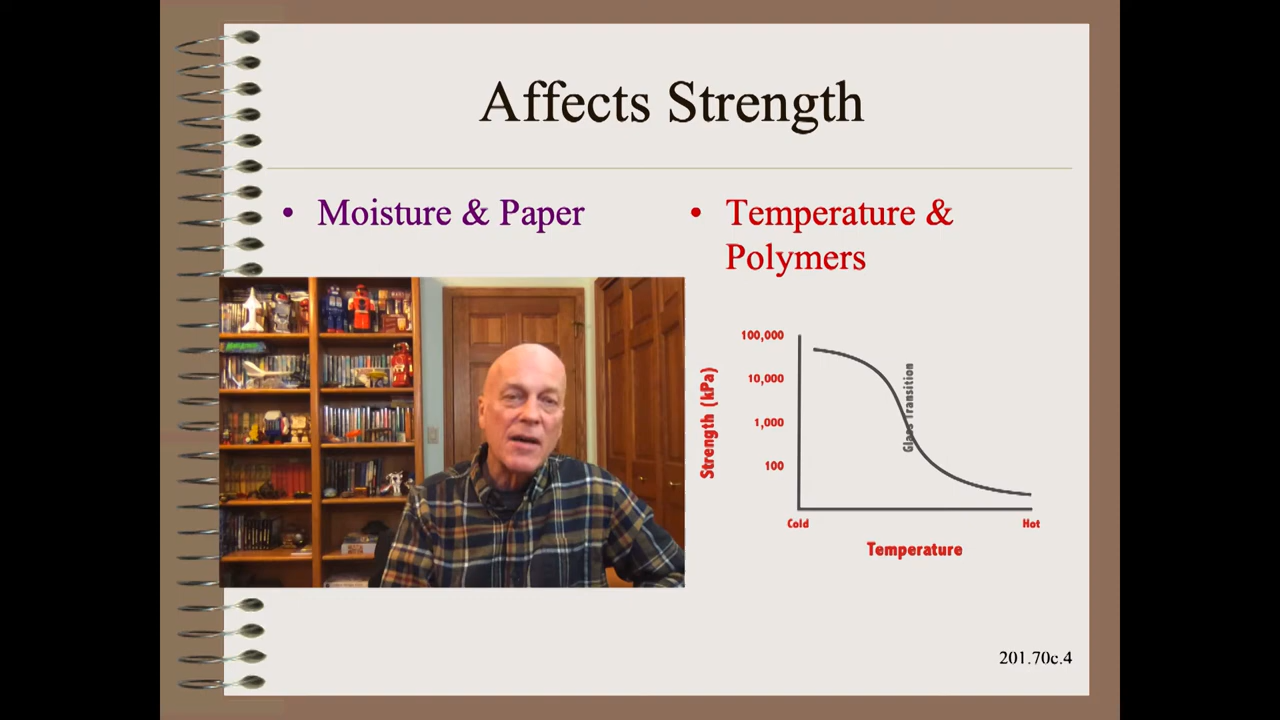 Affects Strength
• Moisture & Paper
• Temperature &
Polymers
100,000
10,000
1,000
100
Strength (kPa)
Glass Transition
Cold
Hot
Temperature
201.70c.4